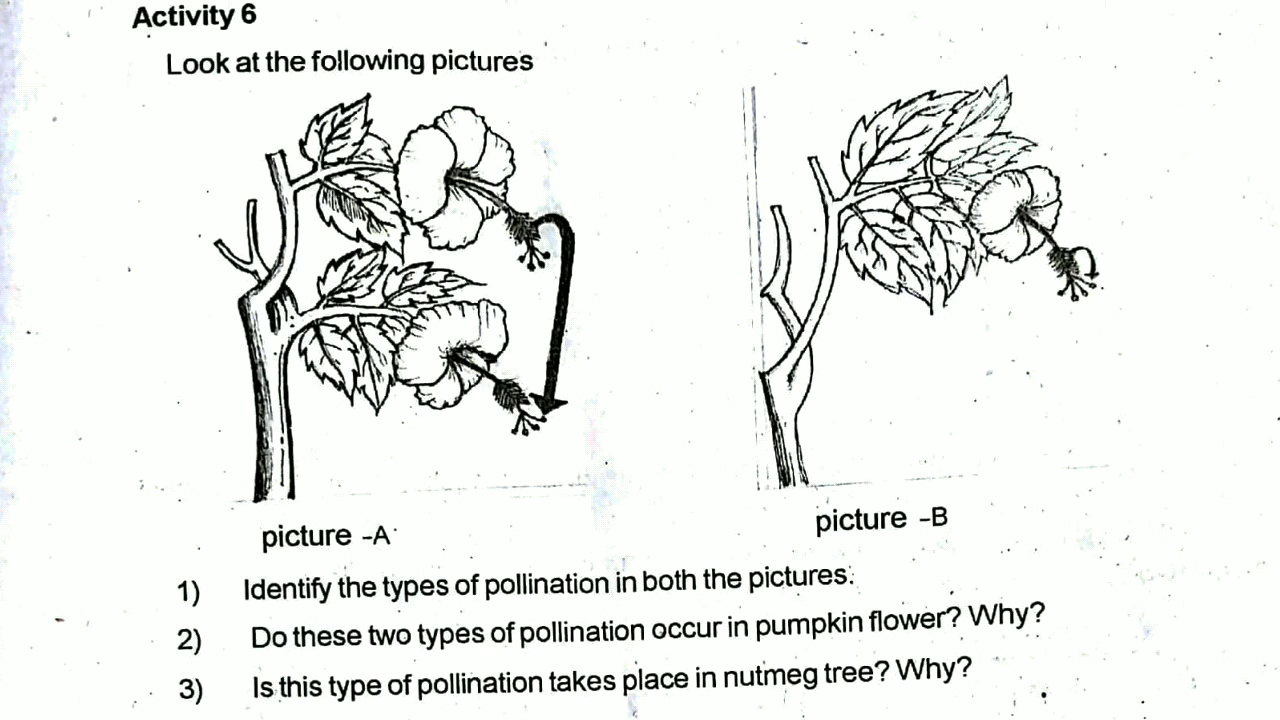 Activity 6
Look at the following pictures
picture -A
picture -B
1) Identify the types of pollination in both the pictures.
2) Do these two types of pollination occur in pumpkin flower? Why?
3) Is this type of pollination takes place in nutmeg tree? Why?